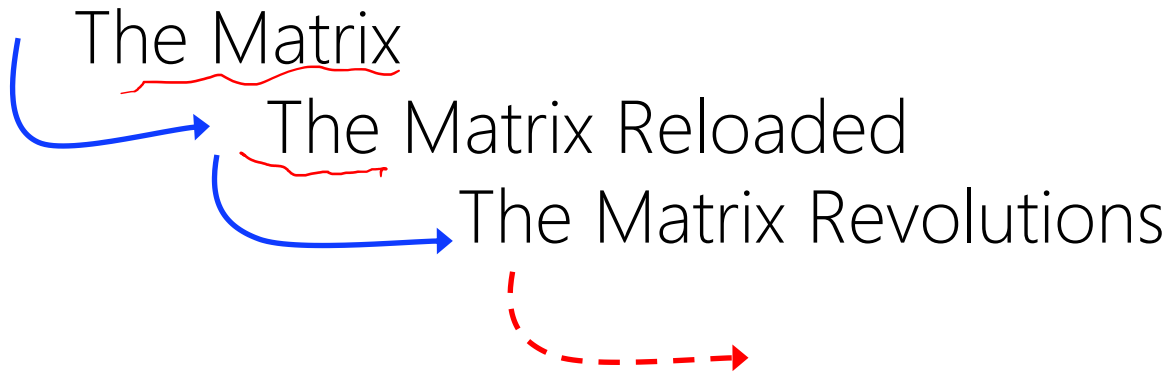 The Matrix
The Matrix Reloaded
The Matrix Revolutions